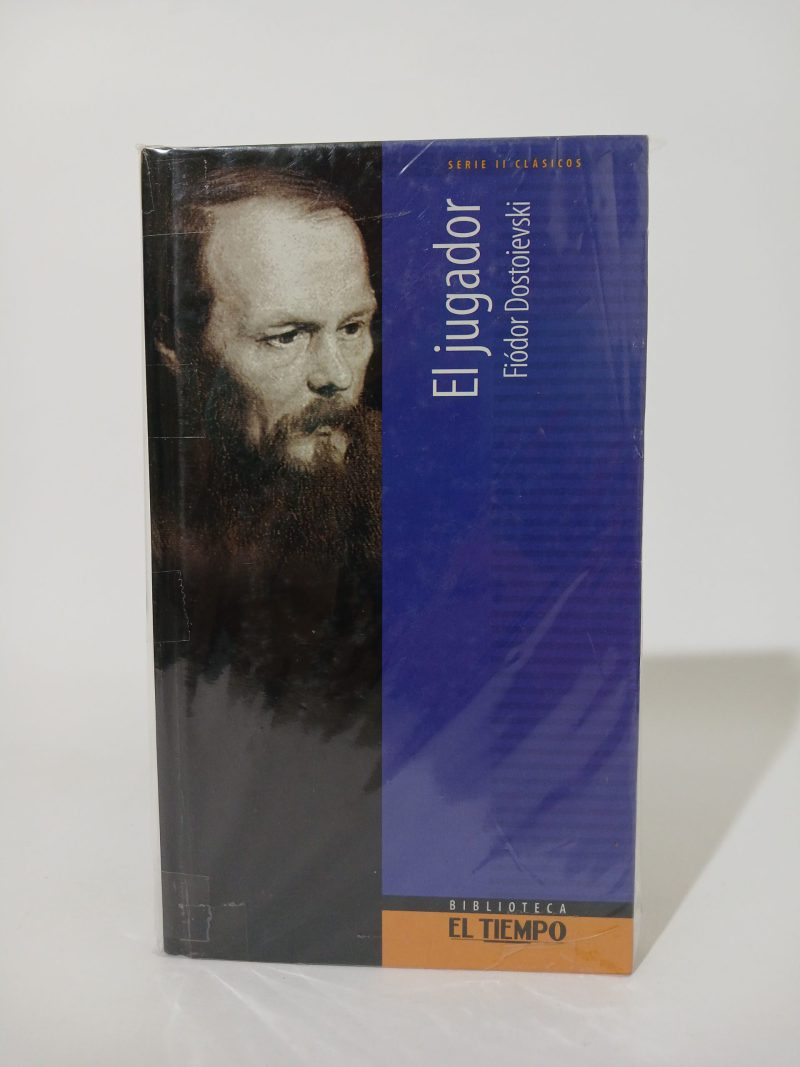 SERIE II CLÁSICOS
El jugador
Fiódor Dostoievski
BIBLIOTECA
EL TIEMPO